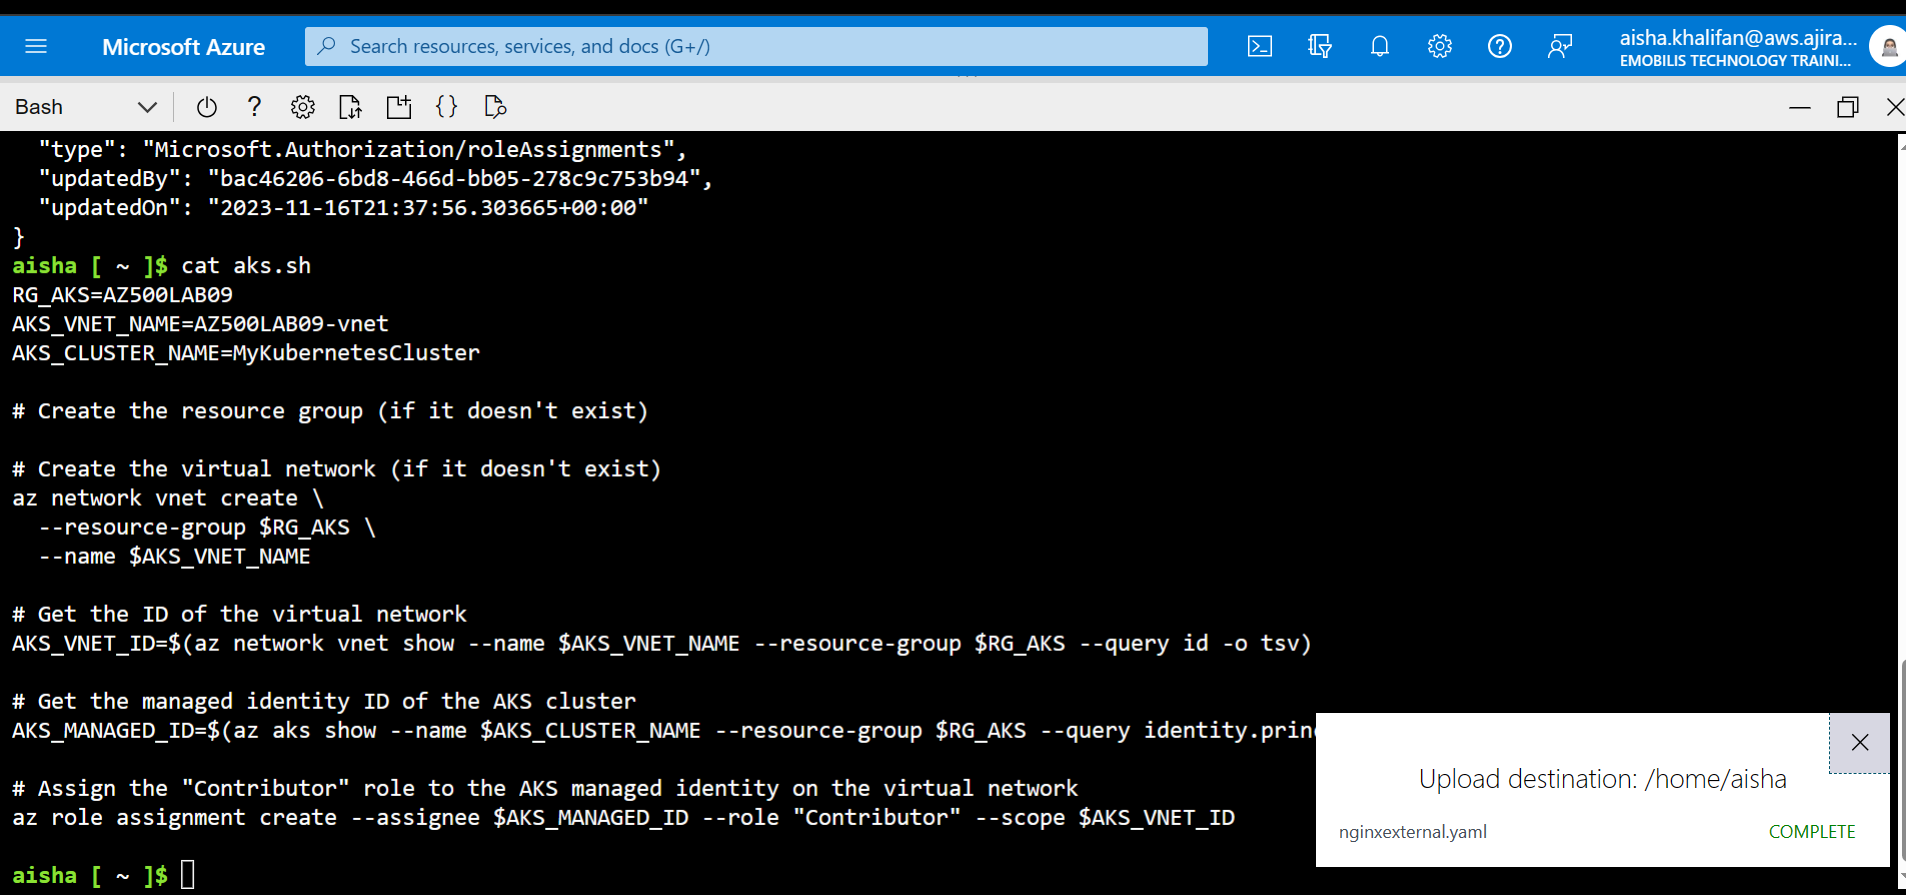 Microsoft Azure
Search resources, services, and docs (G+/)
aisha.khalifan@aws.ajira...
EMOBILIS TECHNOLOGY TRAINI...
Bash
"type": "Microsoft.Authorization/roleAssignments",
"updatedBy": "bac46206-6bd8-466d-bb05-278c9c753b94",
"updatedOn": "2023-11-16T21:37:56.303665+00:00"
}
aisha [ ~ ]$ cat aks.sh
RG_AKS=AZ500LAB09
AKS_VNET_NAME=AZ500LAB09-vnet
AKS_CLUSTER_NAME=MyKubernetesCluster
# Create the resource group (if it doesn't exist)
# Create the virtual network (if it doesn't exist)
az network vnet create \
--resource-group $RG_AKS \
--name $AKS_VNET_NAME
# Get the ID of the virtual network
AKS_VNET_ID=$(az network vnet show --name $AKS_VNET_NAME --resource-group $RG_AKS --query id -o tsv)
# Get the managed identity ID of the AKS cluster
AKS_MANAGED_ID=$(az aks show --name $AKS_CLUSTER_NAME --resource-group $RG_AKS --query identity.prin
# Assign the "Contributor" role to the AKS managed identity on the virtual network
az role assignment create --assignee $AKS_MANAGED_ID --role "Contributor" --scope $AKS_VNET_ID
aisha [ ~ ]$
Upload destination: /home/aisha
nginxexternal.yaml COMPLETE